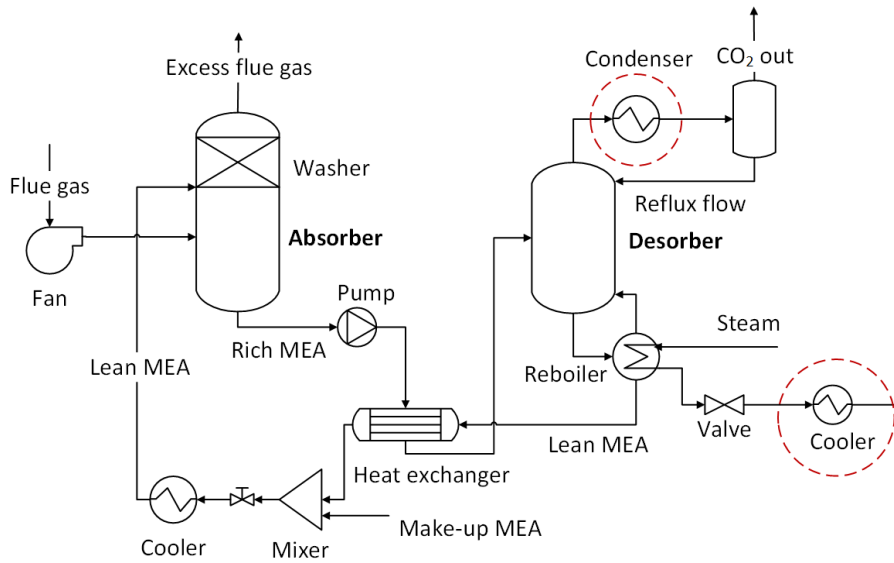 Excess flue gas
Condenser
CO₂ out
Washer
Flue gas
Reflux flow
Absorber
Desorber
Fan
Pump
Steam
Rich MEA
Lean MEA
Reboiler
Valve
Cooler
Lean MEA
Heat exchanger
Make-up MEA
Cooler
Mixer